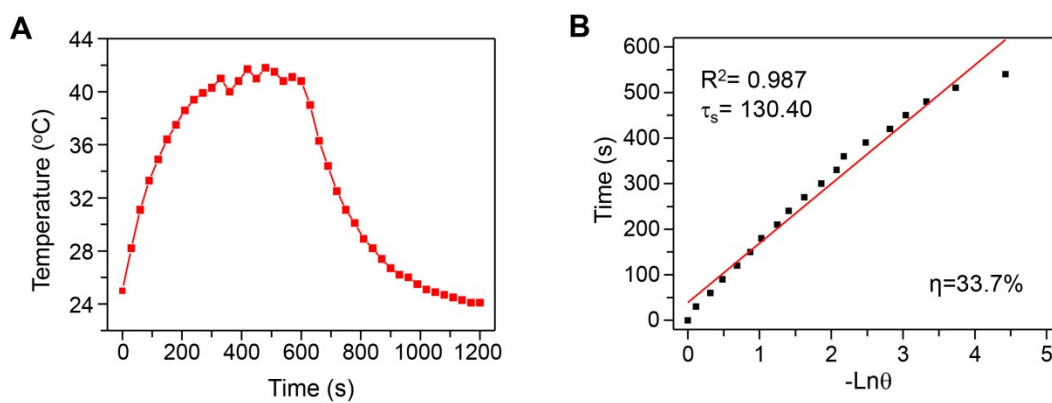 A
Temperature (°C)
44
40
36
32
28
24
0 200 400 600 800 1000 1200
Time (s)
B
Time (s)
600
500
400
300
200
100
0
R²= 0.987
τs= 130.40
η=33.7%
0 1 2 3 4 5
-Lnθ